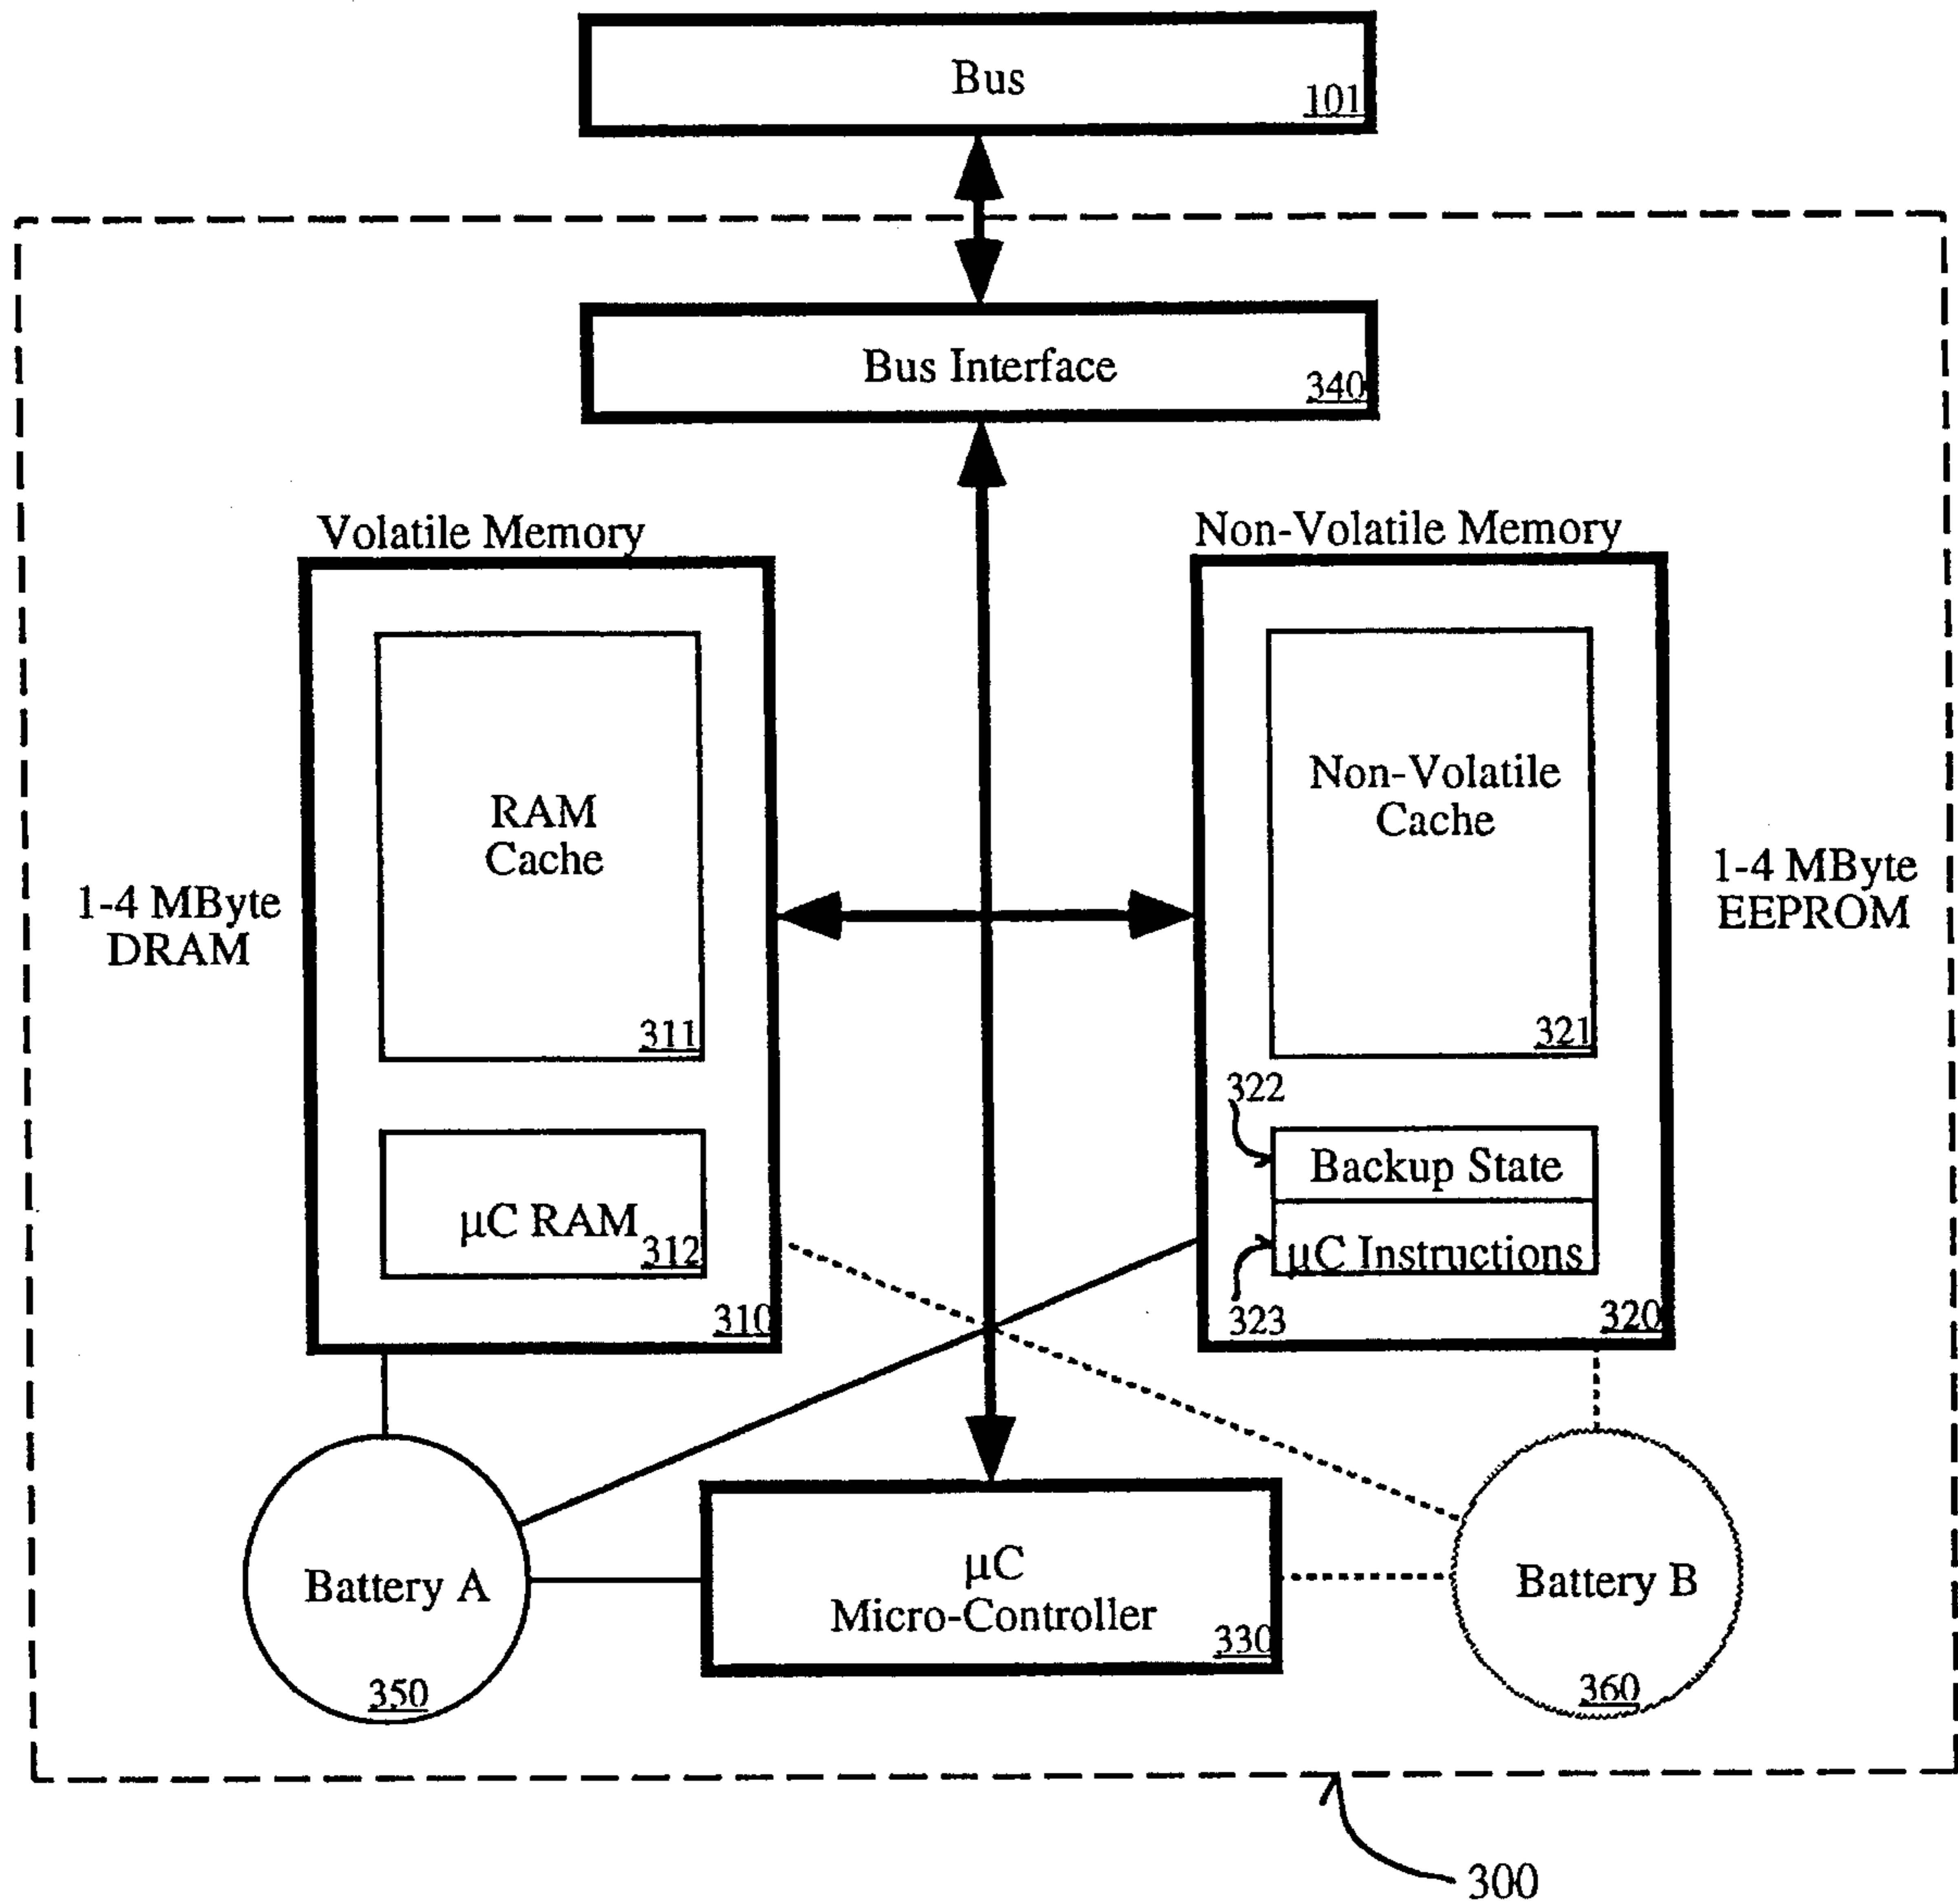 Bus
101
Bus Interface
340
Volatile Memory
Non-Volatile Memory
RAM
Cache
311
Non-Volatile
Cache
321
1-4 MByte
DRAM
1-4 MByte
EEPROM
322
Backup State
µC RAM
312
µC Instructions
323
310
320
Battery A
350
µC
Micro-Controller
330
Battery B
360
300